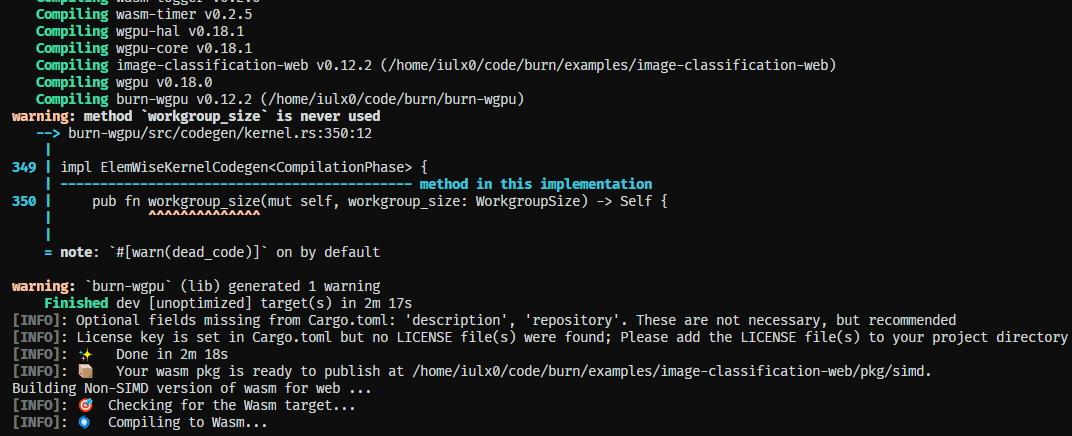 Compiling wasm-timer v0.2.5
Compiling wgpu-hal v0.18.1
Compiling wgpu-core v0.18.1
Compiling image-classification-web v0.12.2 (/home/iulx0/code/burn/examples/image-classification-web)
Compiling wgpu v0.18.0
Compiling burn-wgpu v0.12.2 (/home/iulx0/code/burn/burn-wgpu)
warning: method `workgroup_size` is never used
--> burn-wgpu/src/codegen/kernel.rs:350:12
|
349 | impl ElemWiseKernelCodegen<CompilationPhase> {
| -------------------------------------------- method in this implementation
350 |     pub fn workgroup_size(mut self, workgroup_size: WorkgroupSize) -> Self {
|            ^^^^^^^^^^^^^^
|
= note: `#[warn(dead_code)]` on by default
warning: `burn-wgpu` (lib) generated 1 warning
Finished dev [unoptimized] target(s) in 2m 17s
[INFO]: Optional fields missing from Cargo.toml: 'description', 'repository'. These are not necessary, but recommended
[INFO]: License key is set in Cargo.toml but no LICENSE file(s) were found; Please add the LICENSE file(s) to your project directory
[INFO]: ✨ Done in 2m 18s
[INFO]: 📦 Your wasm pkg is ready to publish at /home/iulx0/code/burn/examples/image-classification-web/pkg/simd.
Building Non-SIMD version of wasm for web ...
[INFO]: 🎯 Checking for the Wasm target...
[INFO]: 🌀 Compiling to Wasm...